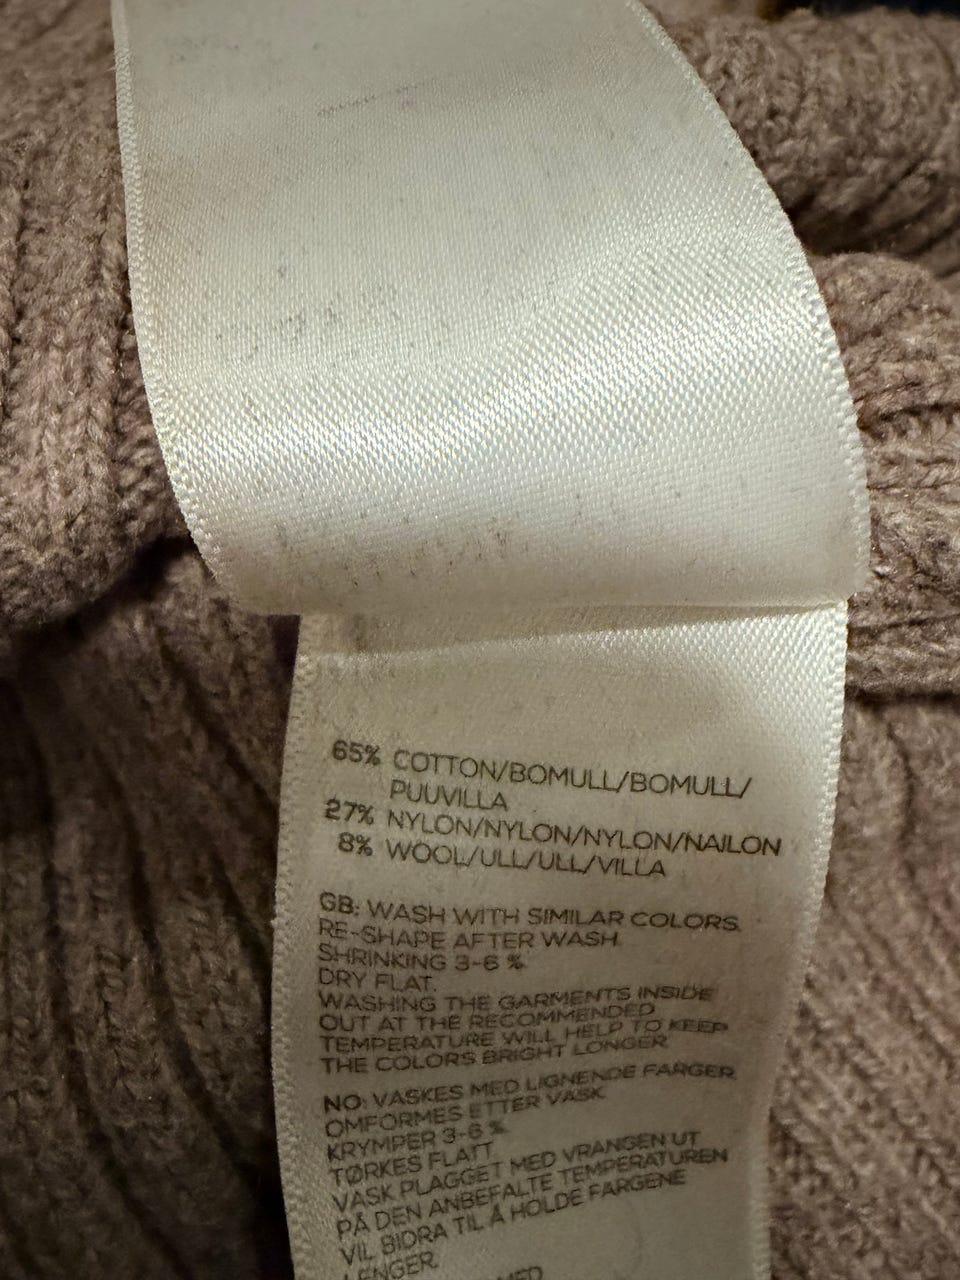 65% COTTON/BOMULL/BOMULL/
PUUVILLA
27% NYLON/NYLON/NYLON/NAILON
8% WOOL/ULL/ULL/VILLA
GB: WASH WITH SIMILAR COLORS.
RE-SHAPE AFTER WASH.
SHRINKING 3-6 %
DRY FLAT.
WASHING THE GARMENTS INSIDE
OUT AT THE RECOMMENDED
TEMPERATURE WILL HELP TO KEEP
THE COLORS BRIGHT LONGER.
NO: VASKES MED LIGNENDE FARGER.
OMFORMES ETTER VASK.
KRYMPER 3-6 %.
TØRKES FLATT.
VASK PLAGGET MED VRANGEN UT
PÅ DEN ANBEFALTE TEMPERATUREN
VIL BIDRA TIL Å HOLDE FARGENE
LENGER.
MED